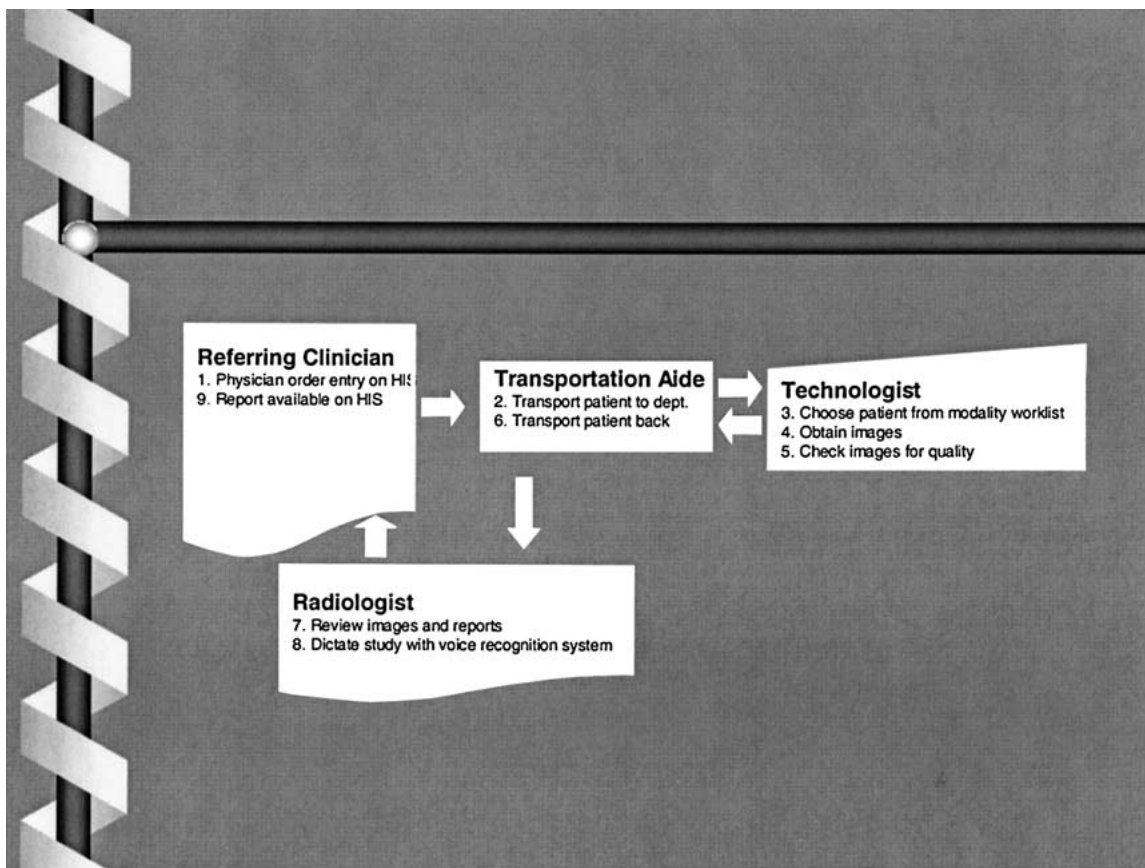 Referring Clinician
1. Physician order entry on HIS
9. Report available on HIS
Transportation Aide
2. Transport patient to dept.
6. Transport patient back
Technologist
3. Choose patient from modality worklist
4. Obtain images
5. Check images for quality
Radiologist
7. Review images and reports
8. Dictate study with voice recognition system